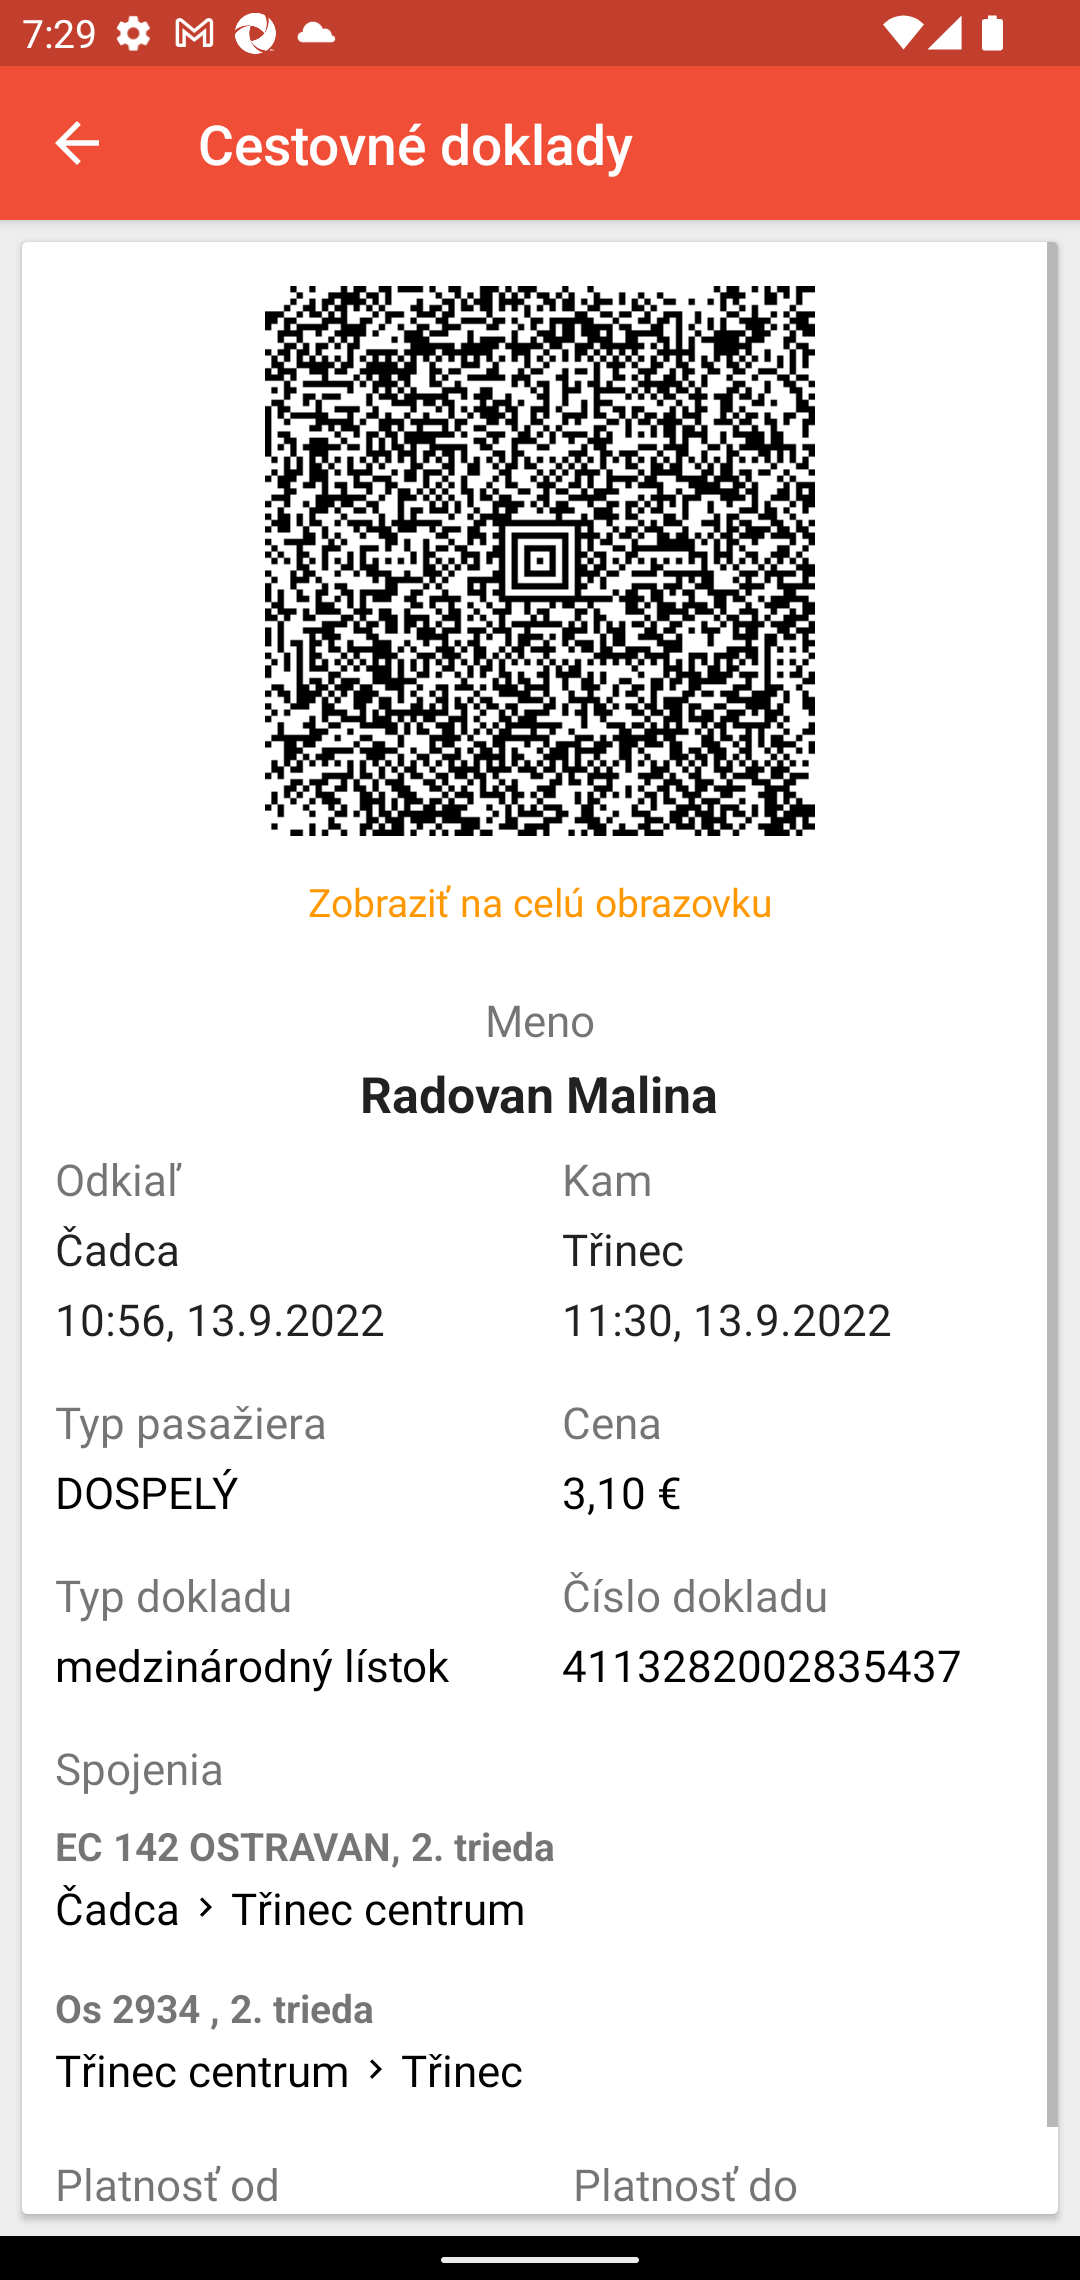 7:29
Cestovné doklady
Zobraziť na celú obrazovku
Meno
Radovan Malina
Odkiaľ
Kam
Čadca
Třinec
10:56, 13.9.2022
11:30, 13.9.2022
Typ pasažiera
Cena
DOSPELÝ
3,10 €
Typ dokladu
Číslo dokladu
medzinárodný lístok
4113282002835437
Spojenia
EC 142 OSTRAVAN, 2. trieda
Čadca > Třinec centrum
Os 2934 , 2. trieda
Třinec centrum > Třinec
Platnosť od
Platnosť do